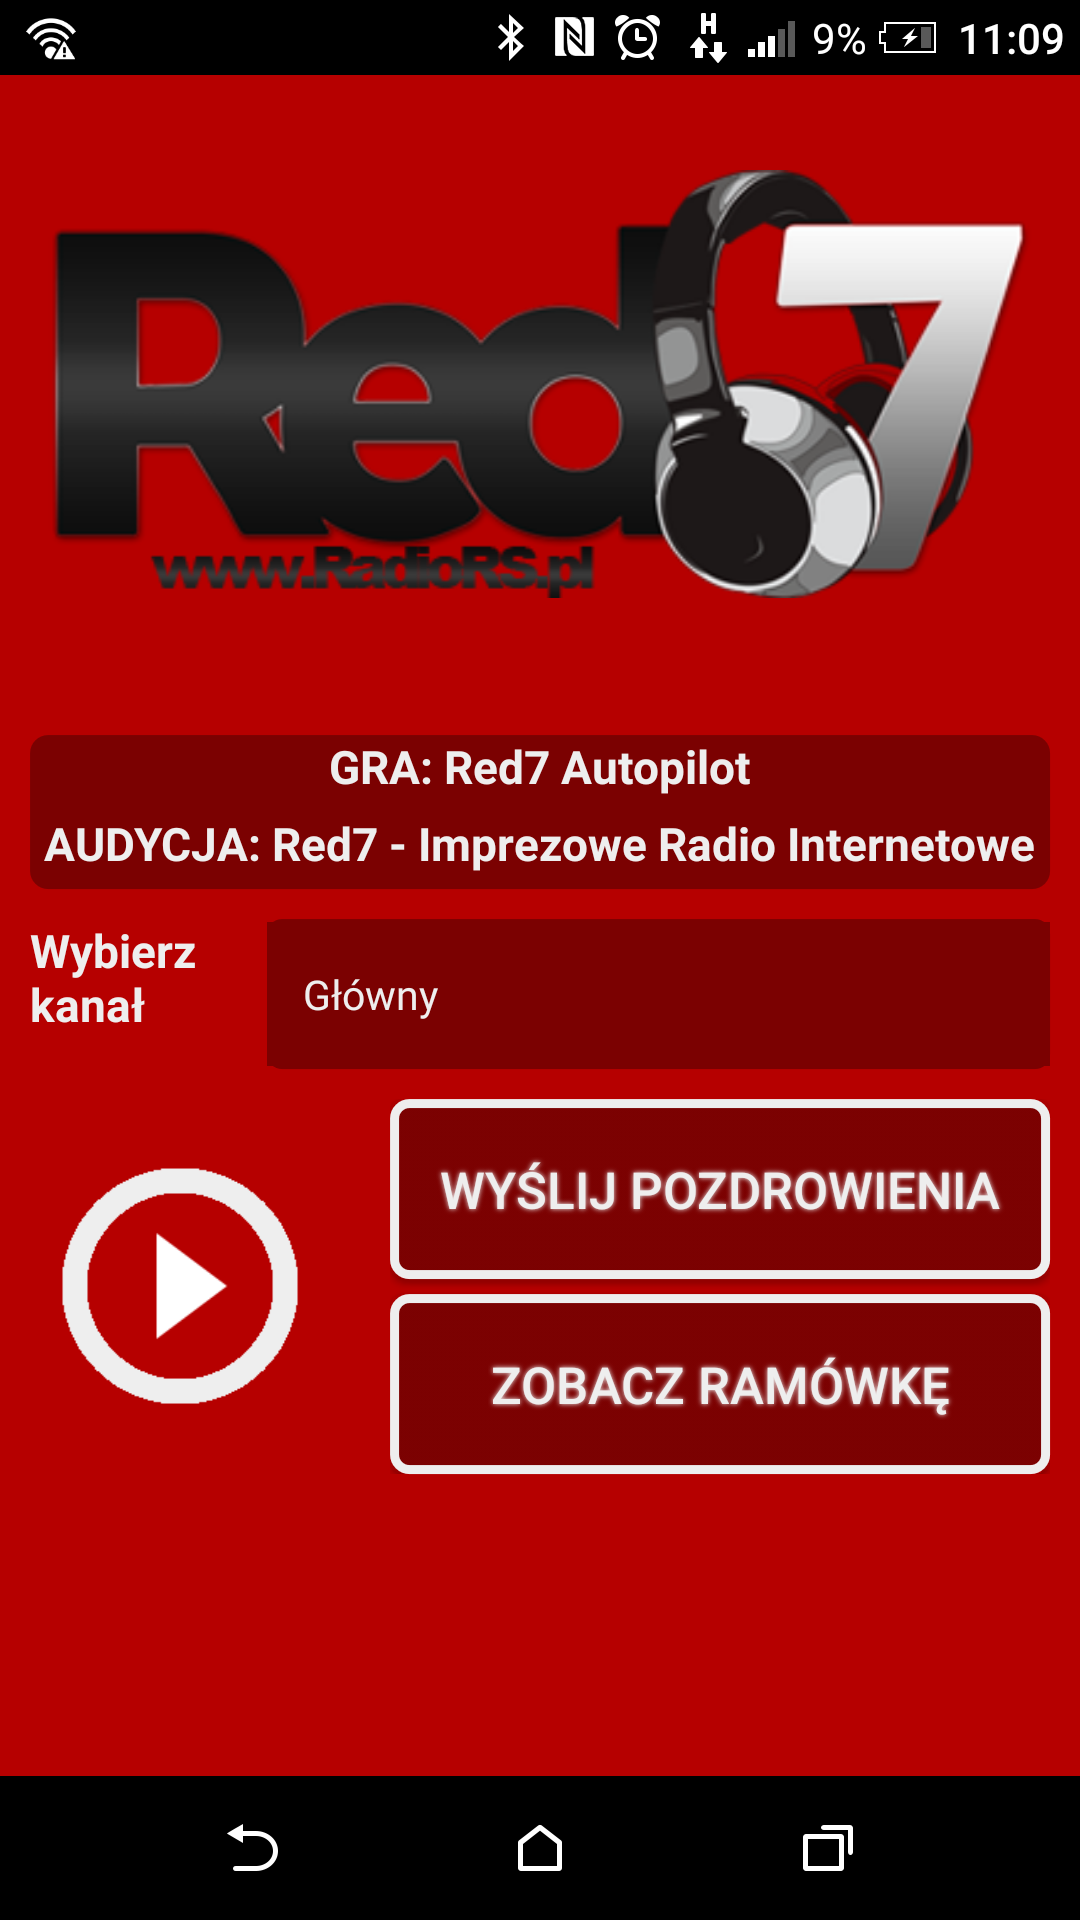 H
9%
11:09
Red7
www.RadioRS.pl
GRA: Red7 Autopilot
AUDYCJA: Red7 - Imprezowe Radio Internetowe
Wybierz
kanał
Główny
WYŚLIJ POZDROWIENIA
ZOBACZ RAMÓWKĘ